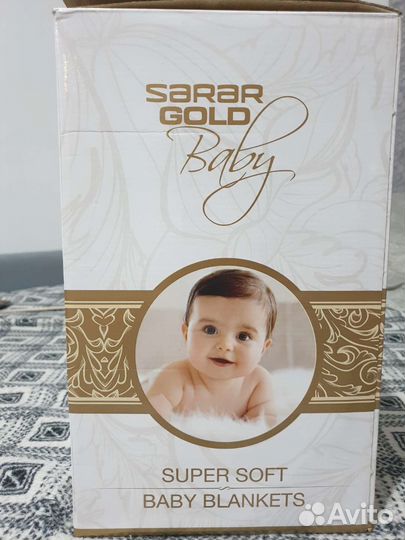 SARAR
GOLD
Baby
SUPER SOFT
BABY BLANKETS
Avito